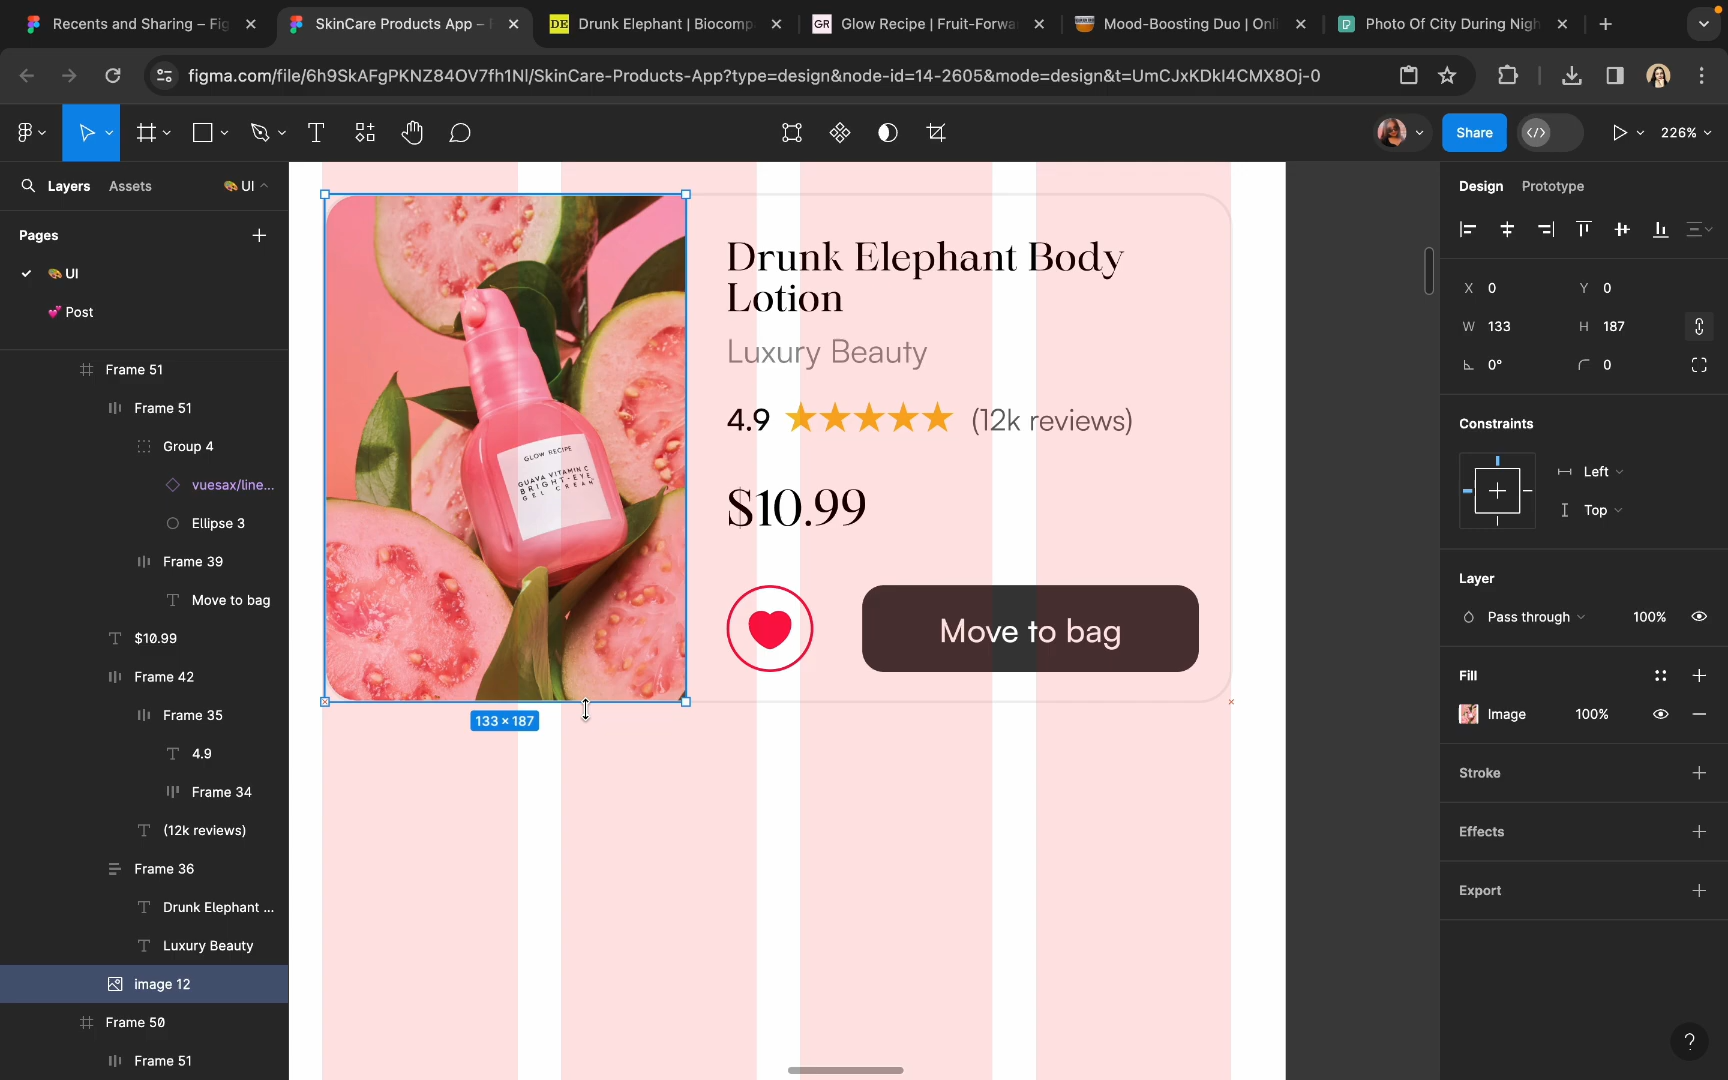 Recents and Sharing – Fig
SkinCare Products App –
DE Drunk Elephant | Biocomp
GR Glow Recipe | Fruit-Forwa
Mood-Boosting Duo | Onli
Photo Of City During Nigh
figma.com/file/6h9SkAFgPKNZ84OV7fh1NI/SkinCare-Products-App?type=design&node-id=14-2605&mode=design&t=UmCJxKDkI4CMX8Oj-0
Share
226%
Layers
Assets
UI
Design
Prototype
Pages
UI
Post
Frame 51
Frame 51
Group 4
vuesax/line...
Ellipse 3
Frame 39
Move to bag
$10.99
Frame 42
Frame 35
4.9
Frame 34
(12k reviews)
Frame 36
Drunk Elephant ...
Luxury Beauty
image 12
Frame 50
Frame 51
GLOW RECIPE
GUAVA VITAMIN C
BRIGHT-EYE
GEL CREAM
133 × 187
Drunk Elephant Body
Lotion
Luxury Beauty
4.9 ★★★★★ (12k reviews)
$10.99
Move to bag
X 0
Y 0
W 133
H 187
0°
0
Constraints
Left
Top
Layer
Pass through
100%
Fill
Image
100%
Stroke
Effects
Export
?